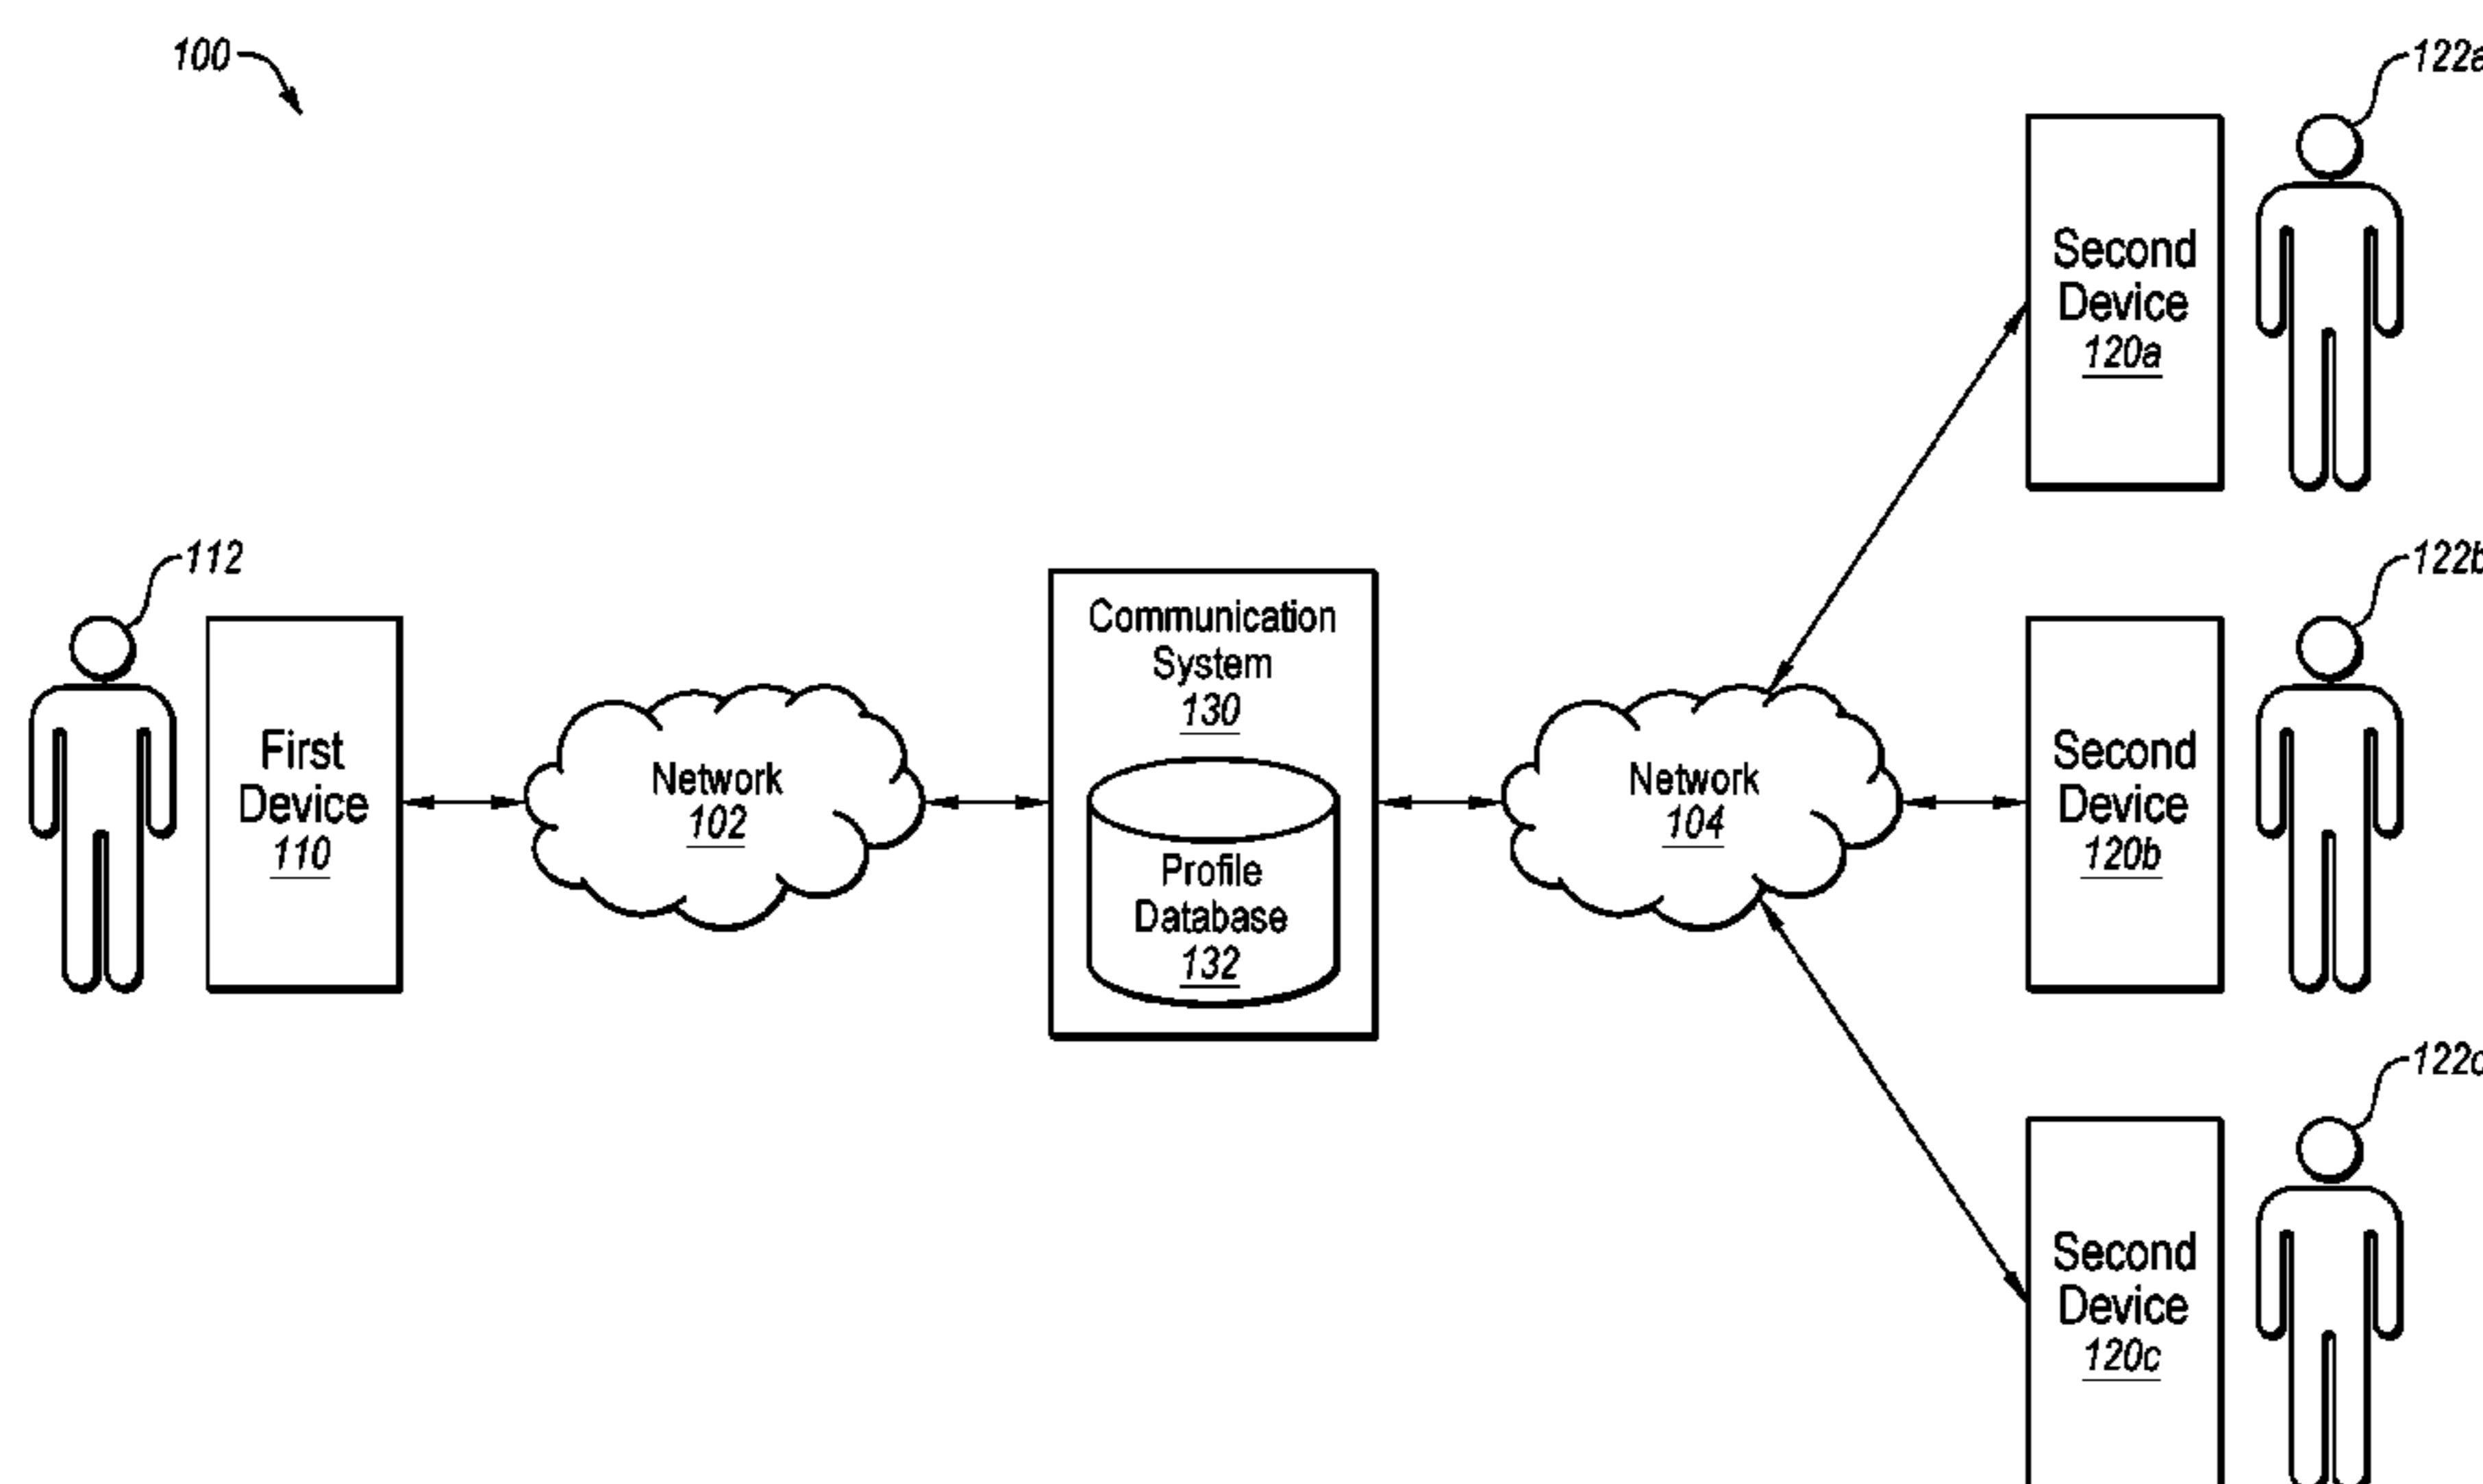 100
122a
Second
Device
120a
112
122b
Communication
System
130
First
Device
110
Network
102
Network
104
Second
Device
120b
Profile
Database
132
122c
Second
Device
120c